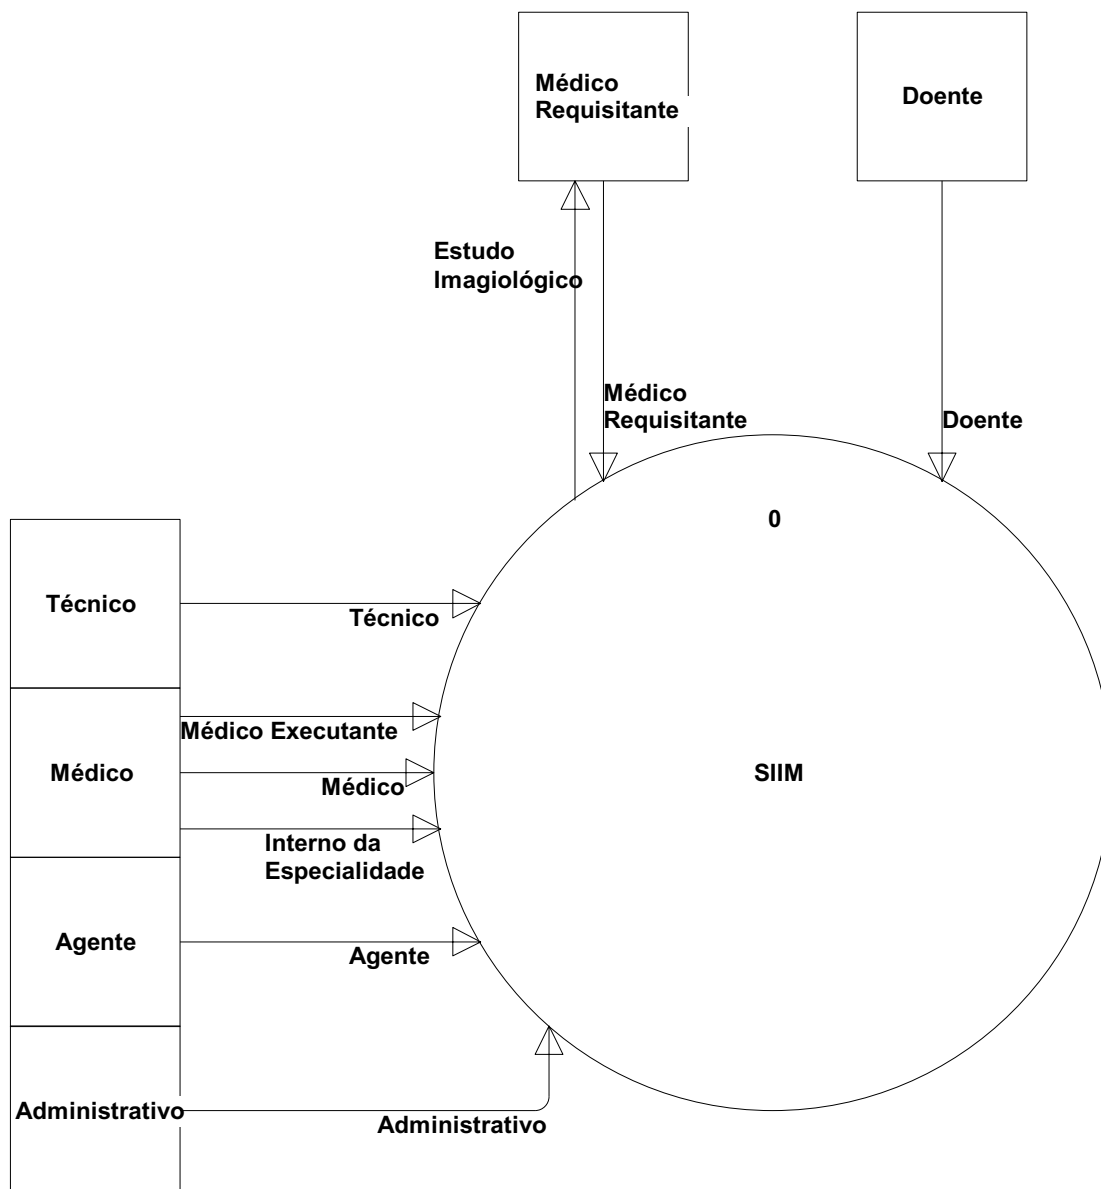 Médico
Requisitante
Doente
Estudo
Imagiológico
Médico
Requisitante
Doente
0
Técnico
Técnico
Médico Executante
Médico
SIIM
Médico
Interno da
Especialidade
Agente
Agente
Administrativo
Administrativo